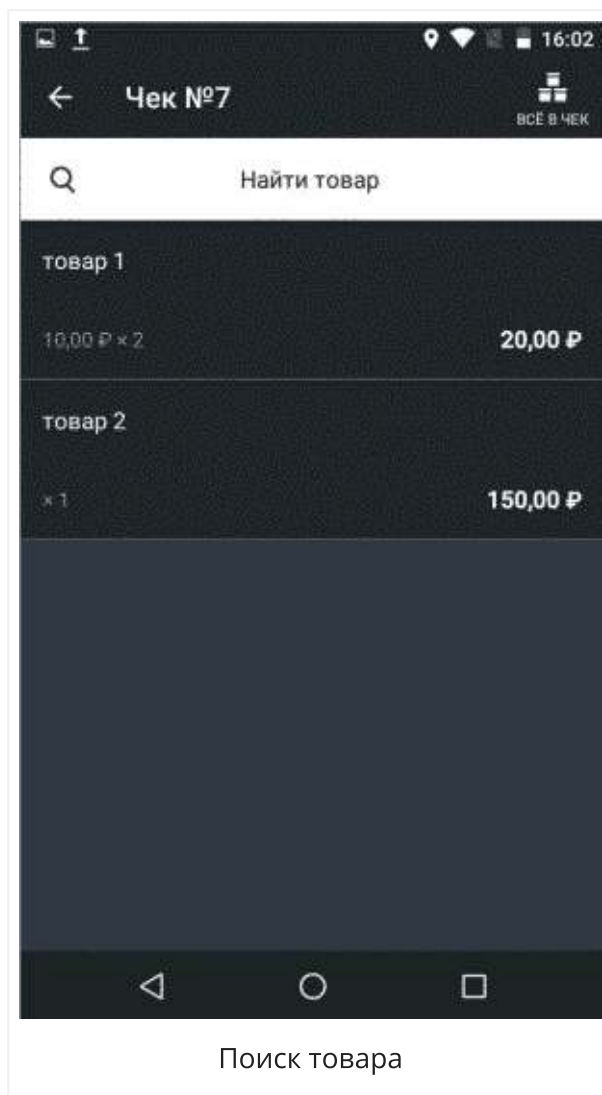 16:02
Чек №7
ВСЁ В ЧЕК
Найти товар
товар 1
10,00 ₽ × 2
20,00 ₽
товар 2
× 1
150,00 ₽
Поиск товара